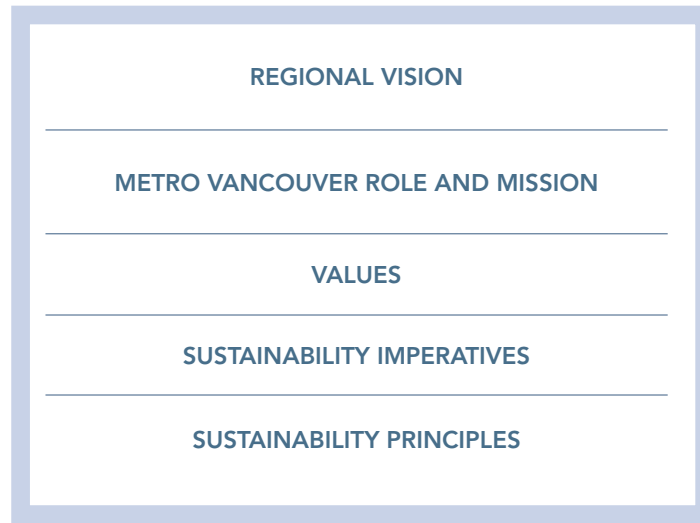 REGIONAL VISION
METRO VANCOUVER ROLE AND MISSION
VALUES
SUSTAINABILITY IMPERATIVES
SUSTAINABILITY PRINCIPLES